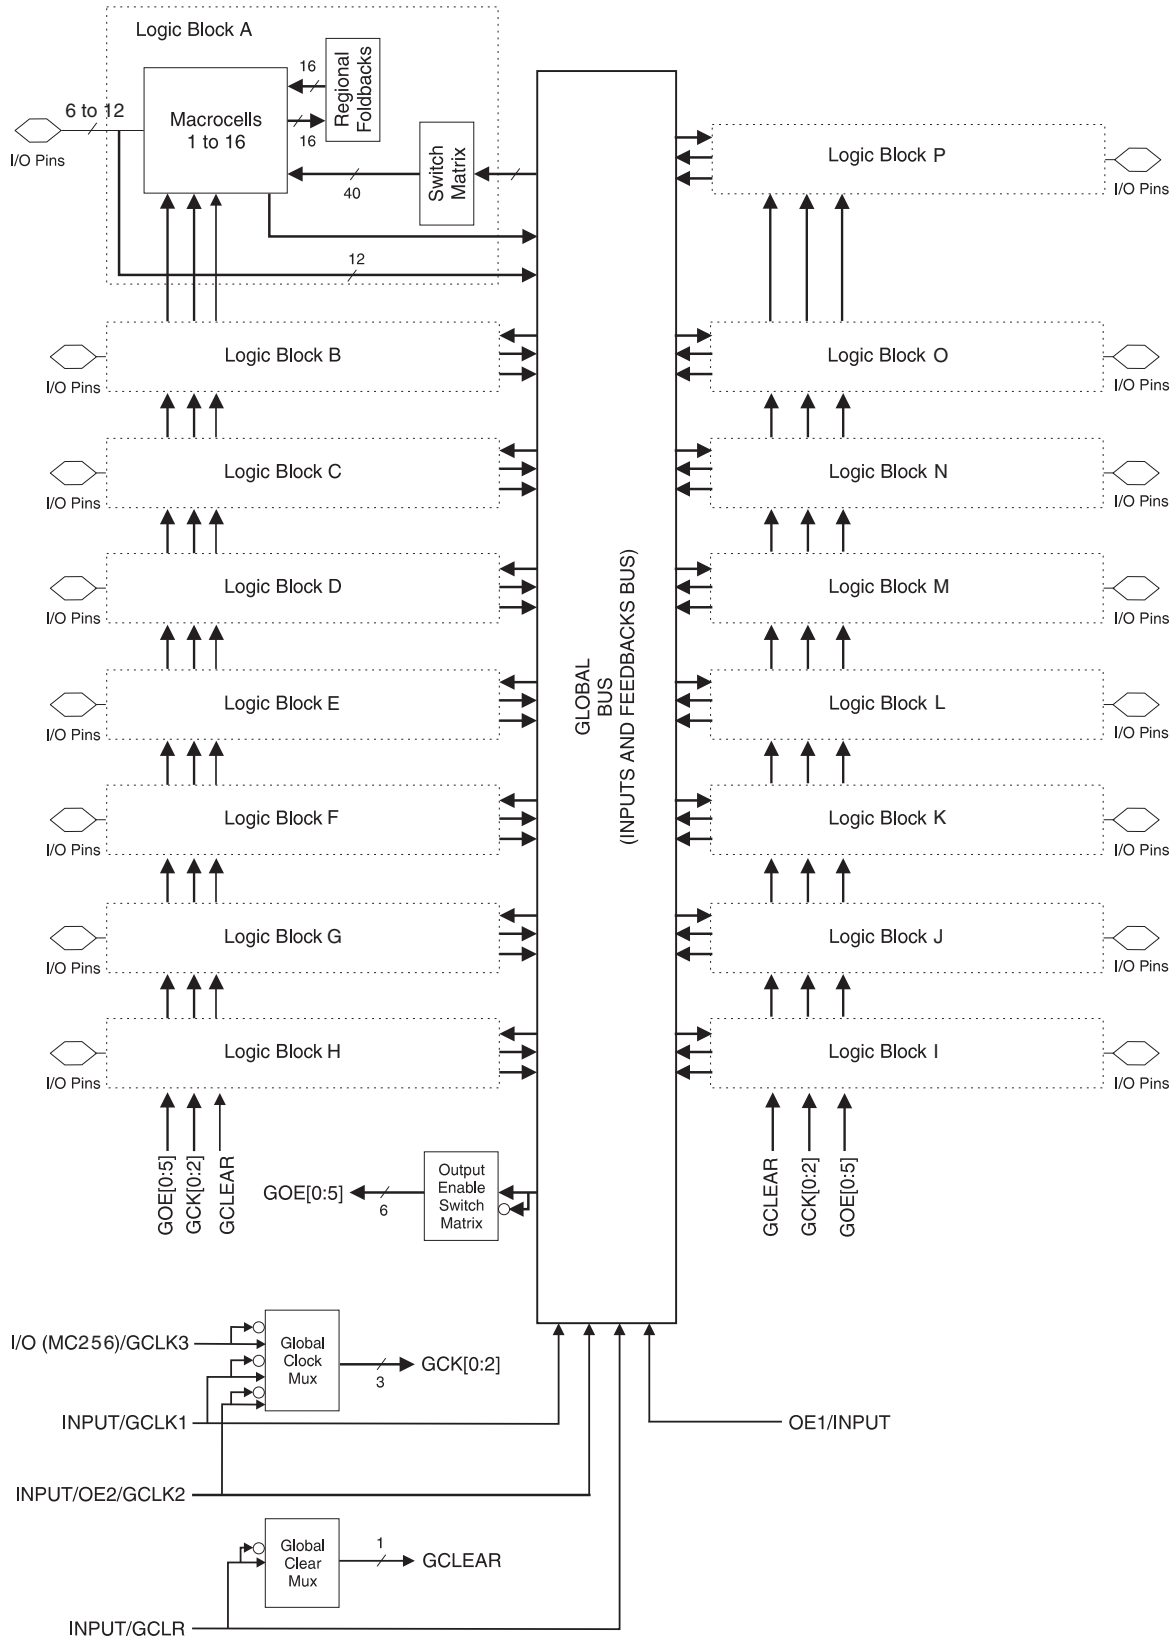 Logic Block A
16
Regional
Foldbacks
6 to 12
Macrocells
1 to 16
16
I/O Pins
Switch
Matrix
40
12
Logic Block P
I/O Pins
Logic Block B
I/O Pins
Logic Block O
I/O Pins
Logic Block C
I/O Pins
Logic Block N
I/O Pins
Logic Block D
I/O Pins
Logic Block M
I/O Pins
GLOBAL
BUS
(INPUTS AND FEEDBACKS BUS)
Logic Block E
I/O Pins
Logic Block L
I/O Pins
Logic Block F
I/O Pins
Logic Block K
I/O Pins
Logic Block G
I/O Pins
Logic Block J
I/O Pins
Logic Block H
I/O Pins
Logic Block I
I/O Pins
GOE[0:5]
GCK[0:2]
GCLEAR
GOE[0:5]
6
Output
Enable
Switch
Matrix
GCLEAR
GCK[0:2]
GOE[0:5]
I/O (MC256)/GCLK3
Global
Clock
Mux
3
GCK[0:2]
INPUT/GCLK1
OE1/INPUT
INPUT/OE2/GCLK2
Global
Clear
Mux
1
GCLEAR
INPUT/GCLR